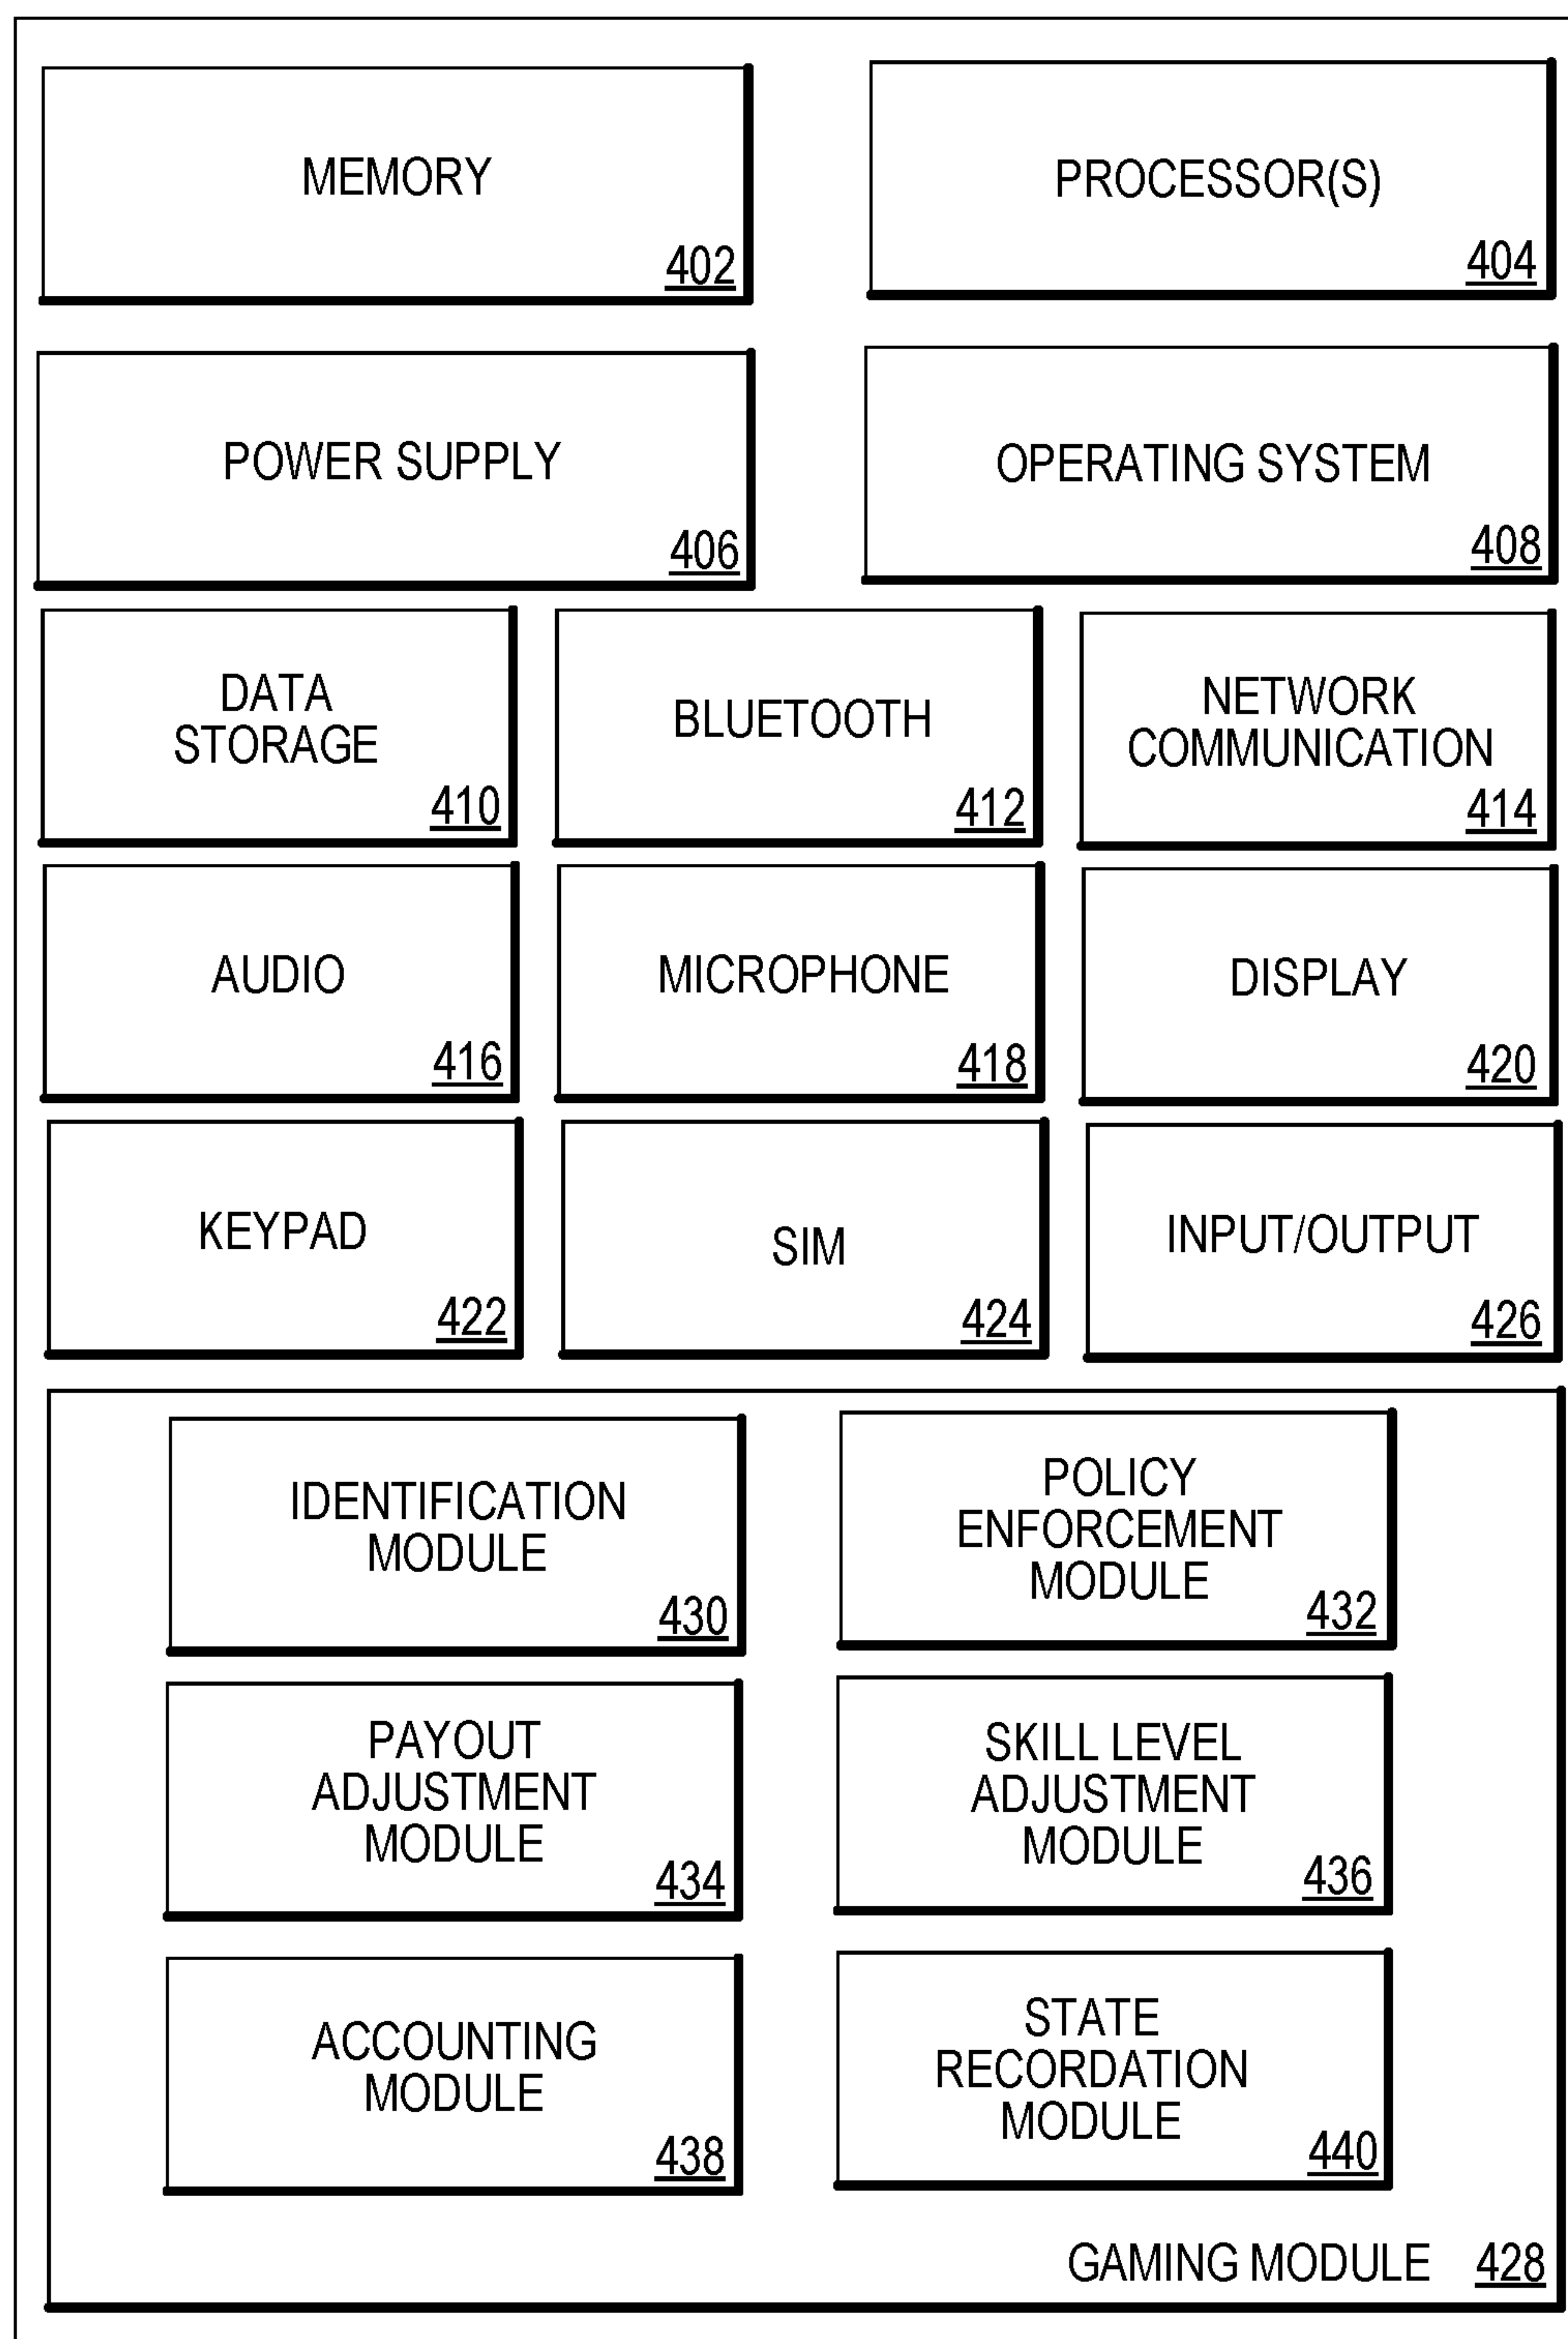 MEMORY
402
PROCESSOR(S)
404
POWER SUPPLY
406
OPERATING SYSTEM
408
DATA
STORAGE
410
BLUETOOTH
412
NETWORK
COMMUNICATION
414
AUDIO
416
MICROPHONE
418
DISPLAY
420
KEYPAD
422
SIM
424
INPUT/OUTPUT
426
IDENTIFICATION
MODULE
430
POLICY
ENFORCEMENT
MODULE
432
PAYOUT
ADJUSTMENT
MODULE
434
SKILL LEVEL
ADJUSTMENT
MODULE
436
ACCOUNTING
MODULE
438
STATE
RECORDATION
MODULE
440
GAMING MODULE 428